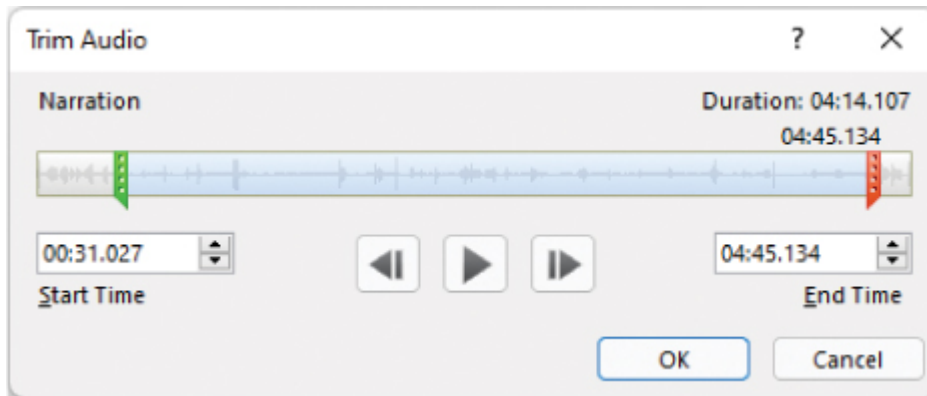 Trim Audio ?
Narration Duration: 04:14.107
04:45.134
00:31.027 04:45.134
Start Time End Time
OK Cancel